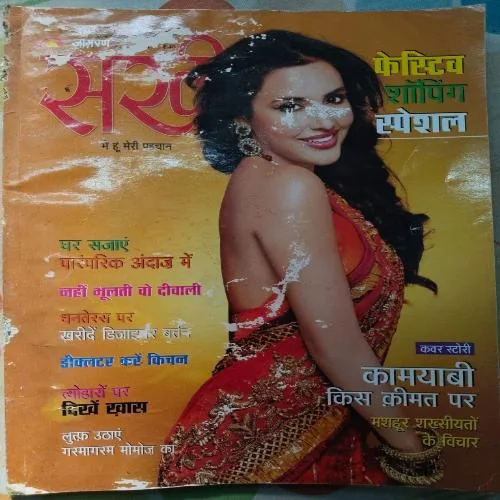 जागरण
सखी
मैं हूं मेरी पहचान
फेस्टिव
शॉपिंग
स्पेशल
घर सजाएं
पारंपरिक अंदाज में
नहीं भूलती वो दीवाली
धनतेरस पर
खरीदें डिजाइनर बर्तन
डीक्लटर करें किचन
त्योहारों पर
दिखें खास
लुत्फ़ उठाएं
गरमागरम मोमोज का
कवर स्टोरी
कामयाबी
किस क़ीमत पर
मशहूर शख्सीयतों
के विचार